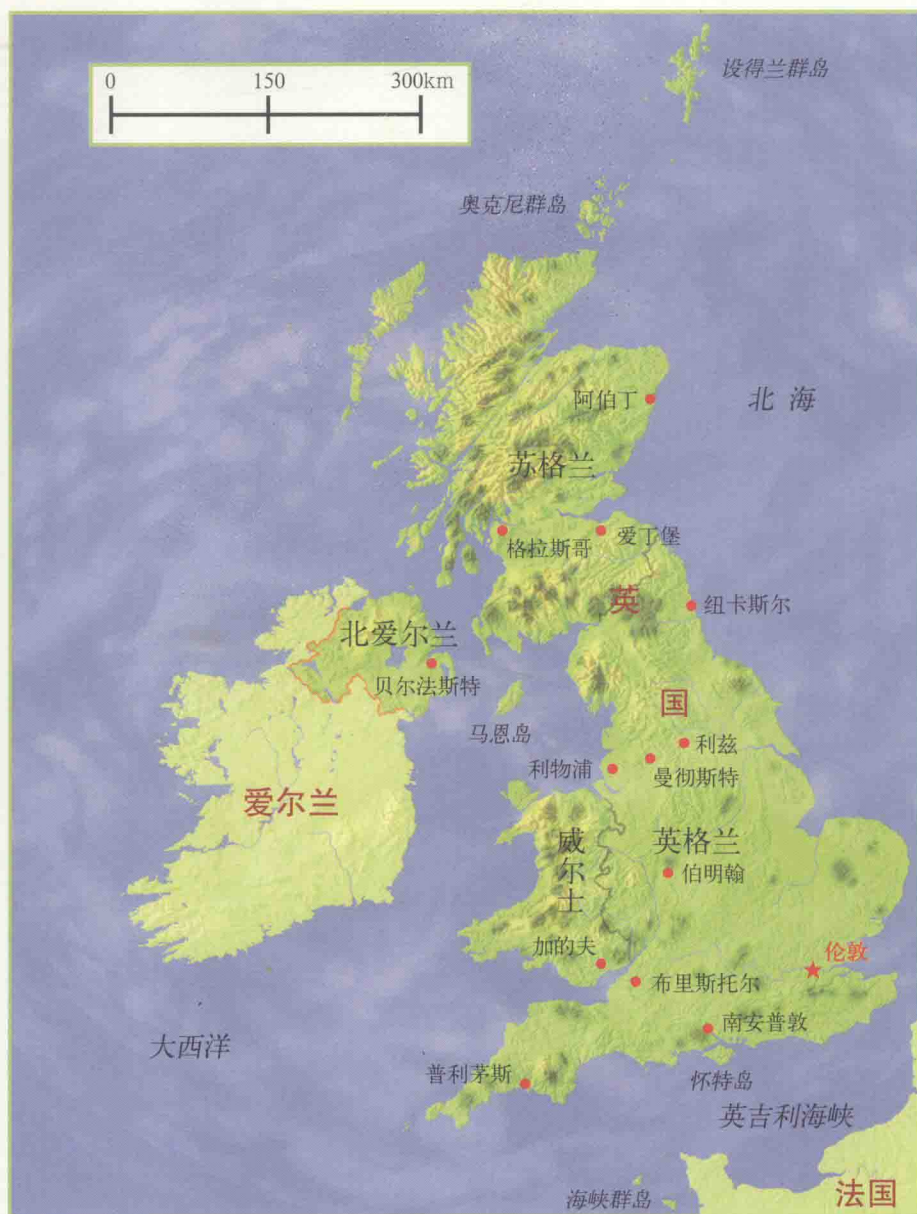 0 150 300km
设得兰群岛
奥克尼群岛
阿伯丁
北海
苏格兰
格拉斯哥
爱丁堡
英
纽卡斯尔
北爱尔兰
贝尔法斯特
马恩岛
国
利兹
利物浦
曼彻斯特
爱尔兰
威尔士
英格兰
伯明翰
加的夫
伦敦
布里斯托尔
南安普敦
大西洋
普利茅斯
怀特岛
英吉利海峡
海峡群岛
法国